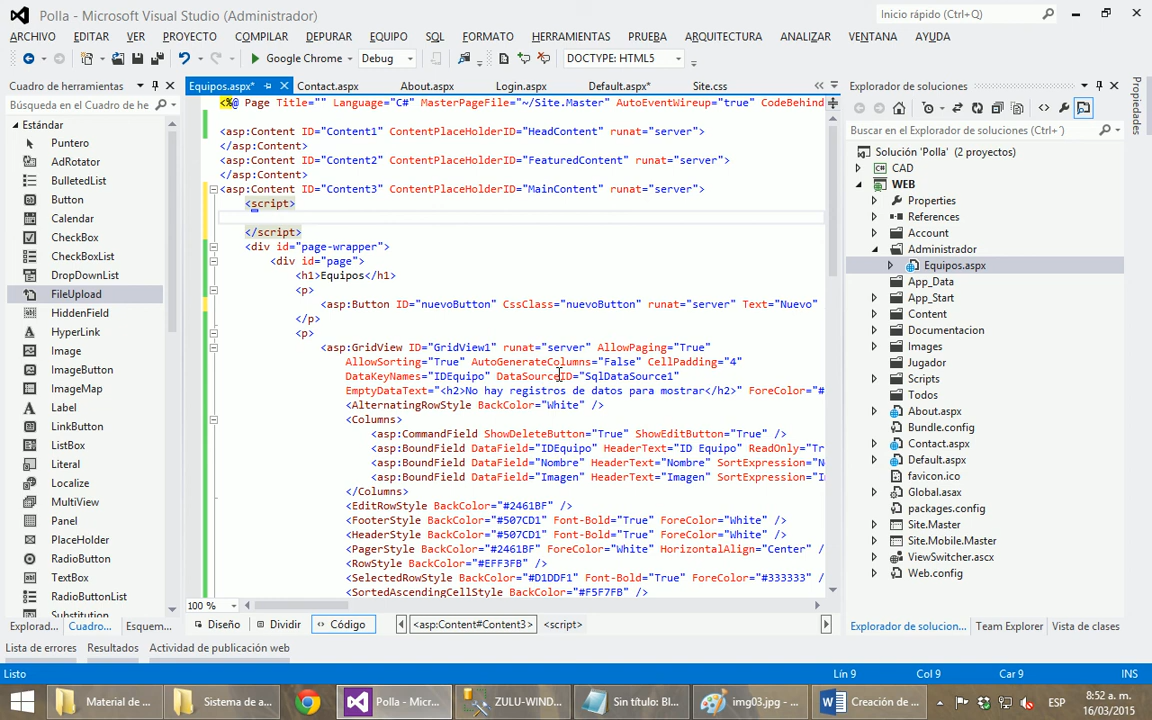 Polla - Microsoft Visual Studio (Administrador)
Inicio rápido (Ctrl+Q)
ARCHIVO EDITAR VER PROYECTO COMPILAR DEPURAR EQUIPO SQL FORMATO HERRAMIENTAS PRUEBA ARQUITECTURA ANALIZAR VENTANA AYUDA
Google Chrome Debug DOCTYPE: HTML5
Cuadro de herramientas
Búsqueda en el Cuadro de he
Estándar
Puntero
AdRotator
BulletedList
Button
Calendar
CheckBox
CheckBoxList
DropDownList
FileUpload
HiddenField
HyperLink
Image
ImageButton
ImageMap
Label
LinkButton
ListBox
Literal
Localize
MultiView
Panel
PlaceHolder
RadioButton
TextBox
RadioButtonList
Substitution
Explorad... Cuadro... Esquem...
Equipos.aspx* Contact.aspx About.aspx Login.aspx Default.aspx* Site.css
<%@ Page Title="" Language="C#" MasterPageFile="~/Site.Master" AutoEventWireup="true" CodeBehind
<asp:Content ID="Content1" ContentPlaceHolderID="HeadContent" runat="server">
</asp:Content>
<asp:Content ID="Content2" ContentPlaceHolderID="FeaturedContent" runat="server">
</asp:Content>
<asp:Content ID="Content3" ContentPlaceHolderID="MainContent" runat="server">
<script>
</script>
<div id="page-wrapper">
<div id="page">
<h1>Equipos</h1>
<p>
<asp:Button ID="nuevoButton" CssClass="nuevoButton" runat="server" Text="Nuevo"
</p>
<p>
<asp:GridView ID="GridView1" runat="server" AllowPaging="True"
AllowSorting="True" AutoGenerateColumns="False" CellPadding="4"
DataKeyNames="IDEquipo" DataSourceID="SqlDataSource1"
EmptyDataText="<h2>No hay registros de datos para mostrar</h2>" ForeColor="#
<AlternatingRowStyle BackColor="White" />
<Columns>
<asp:CommandField ShowDeleteButton="True" ShowEditButton="True" />
<asp:BoundField DataField="IDEquipo" HeaderText="ID Equipo" ReadOnly="Tr
<asp:BoundField DataField="Nombre" HeaderText="Nombre" SortExpression="N
<asp:BoundField DataField="Imagen" HeaderText="Imagen" SortExpression="I
</Columns>
<EditRowStyle BackColor="#2461BF" />
<FooterStyle BackColor="#507CD1" Font-Bold="True" ForeColor="White" />
<HeaderStyle BackColor="#507CD1" Font-Bold="True" ForeColor="White" />
<PagerStyle BackColor="#2461BF" ForeColor="White" HorizontalAlign="Center" /
<RowStyle BackColor="#EFF3FB" />
<SelectedRowStyle BackColor="#D1DDF1" Font-Bold="True" ForeColor="#333333" /
<SortedAscendingCellStyle BackColor="#F5F7FB" />
100 %
Diseño Dividir Código <asp:Content#Content3> <script>
Explorador de soluciones
Buscar en el Explorador de soluciones (Ctrl+´)
Solución 'Polla' (2 proyectos)
CAD
WEB
Properties
References
Account
Administrador
Equipos.aspx
App_Data
App_Start
Content
Documentacion
Images
Jugador
Scripts
Todos
About.aspx
Bundle.config
Contact.aspx
Default.aspx
favicon.ico
Global.asax
packages.config
Site.Master
Site.Mobile.Master
ViewSwitcher.ascx
Web.config
Explorador de solucion... Team Explorer Vista de clases
Propiedades
Lista de errores Resultados Actividad de publicación web
Listo Lín 9 Col 9 Car 9 INS
Material de ... Sistema de a... Polla - Micros... ZULU-WIND... Sin título: Bl... img03.jpg - ... Creación de ... ESP
8:52 a. m.
16/03/2015